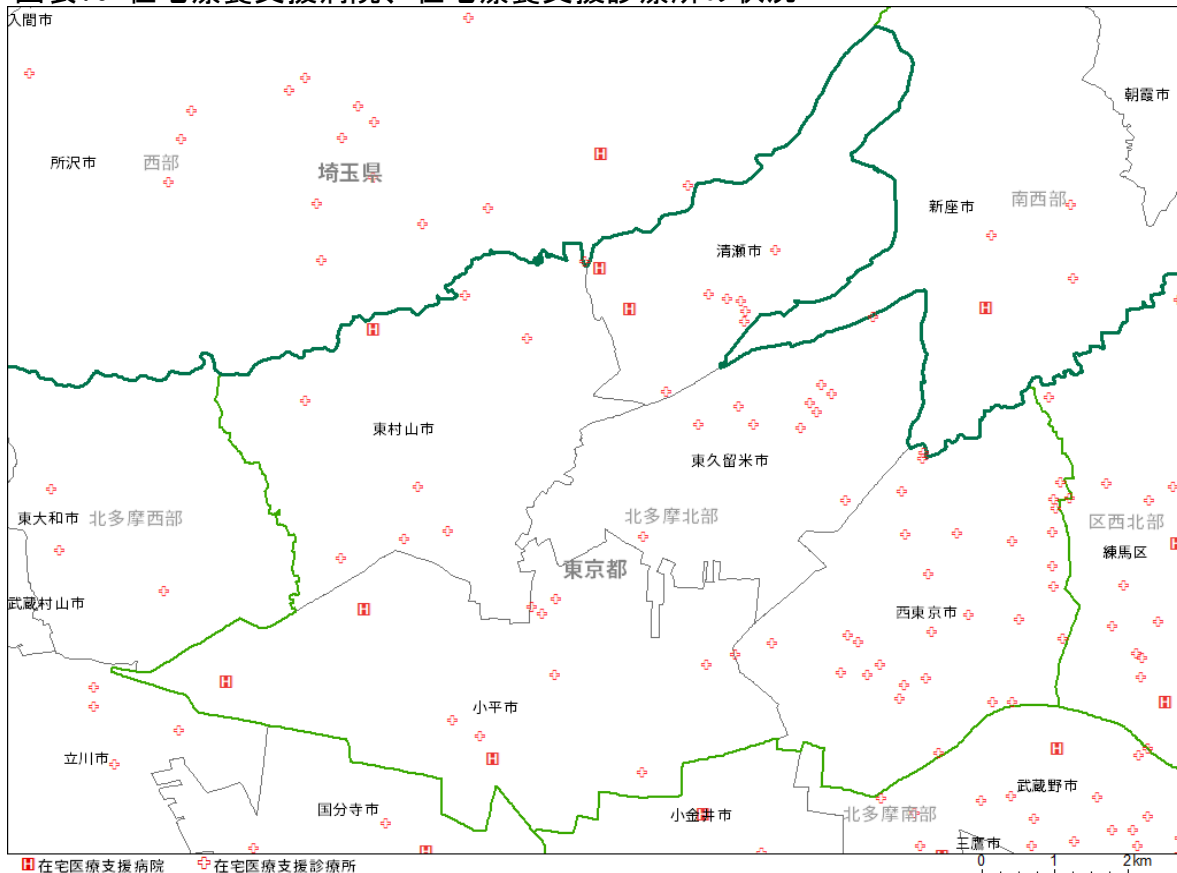 入間市
朝霞市
所沢市
西部
埼玉県
南西部
新座市
清瀬市
東村山市
東久留米市
東大和市
北多摩西部
北多摩北部
区西北部
練馬区
東京都
武蔵村山市
西東京市
小平市
立川市
国分寺市
小金井市
北多摩南部
武蔵野市
三鷹市
H 在宅医療支援病院
在宅医療支援診療所
0 1 2km